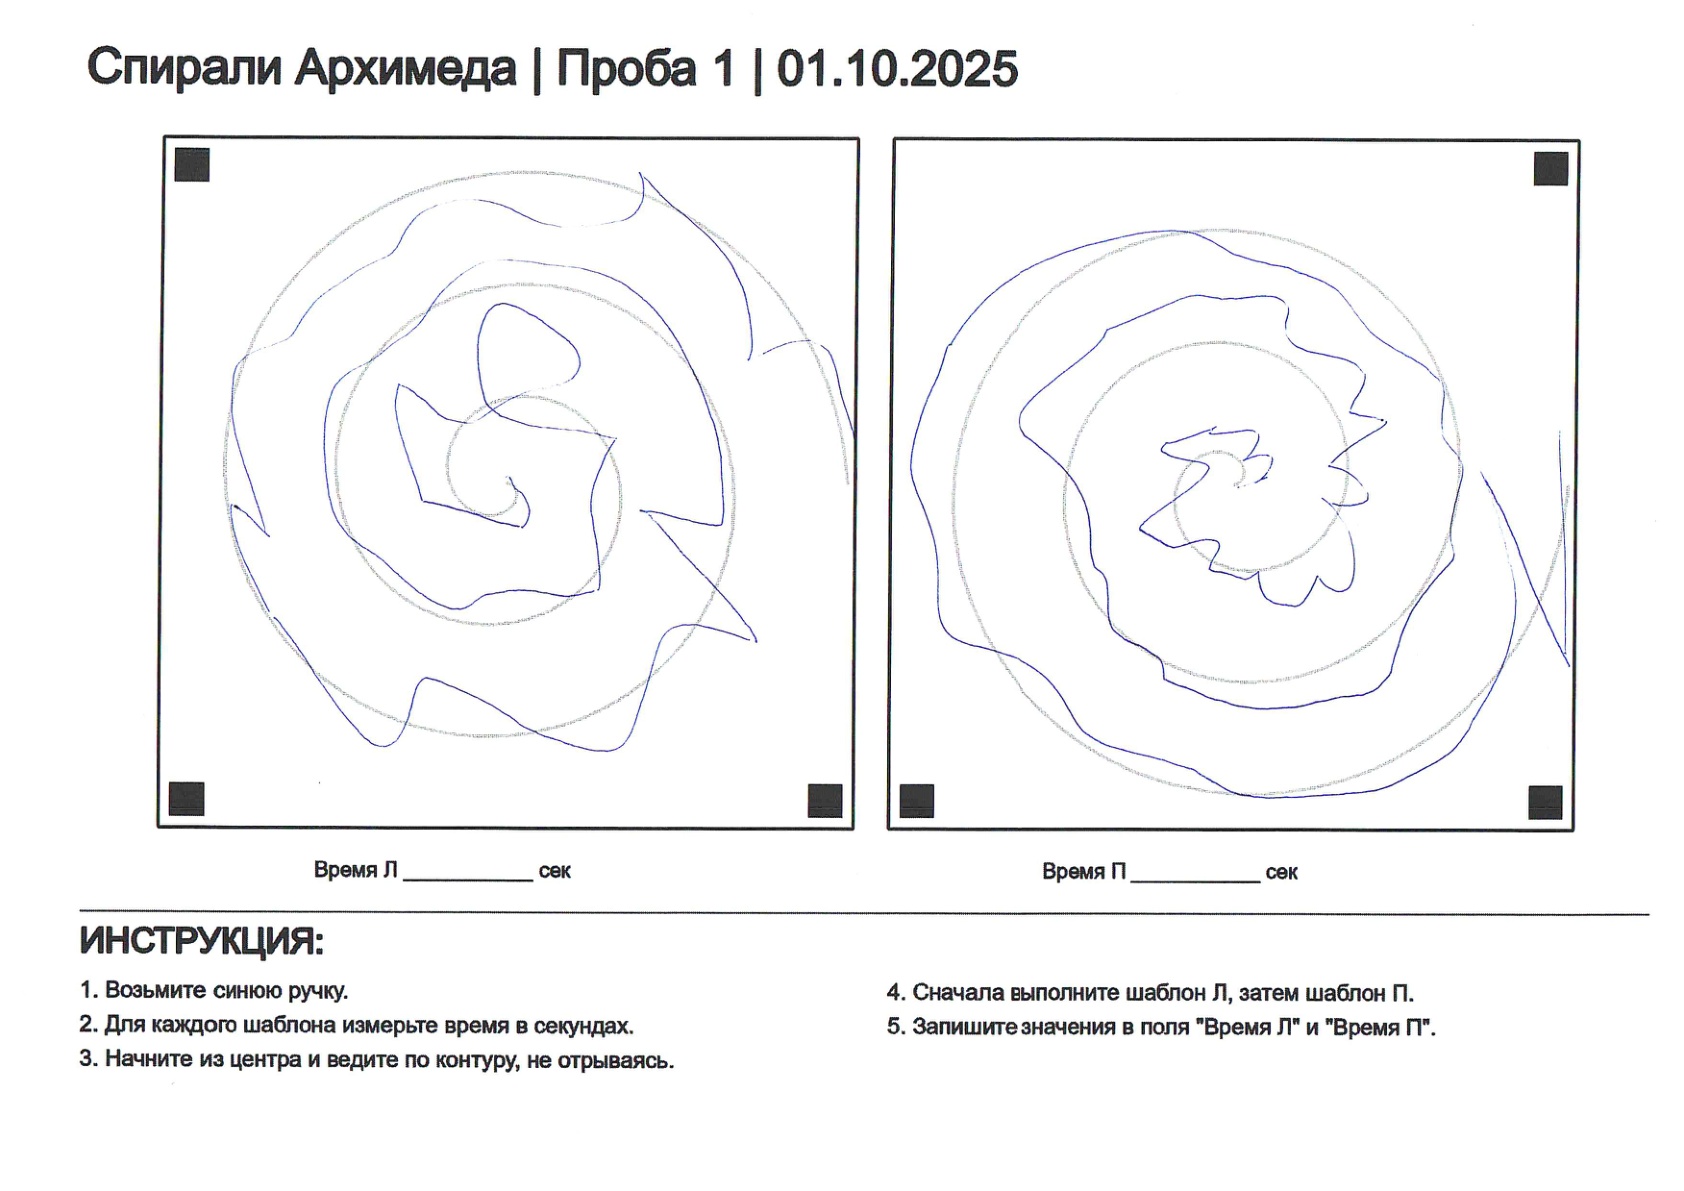 Спирали Архимеда | Проба 1 | 01.10.2025
Время Л __________ сек
Время П __________ сек
ИНСТРУКЦИЯ:
1. Возьмите синюю ручку.
2. Для каждого шаблона измерьте время в секундах.
3. Начните из центра и ведите по контуру, не отрываясь.
4. Сначала выполните шаблон Л, затем шаблон П.
5. Запишите значения в поля "Время Л" и "Время П".